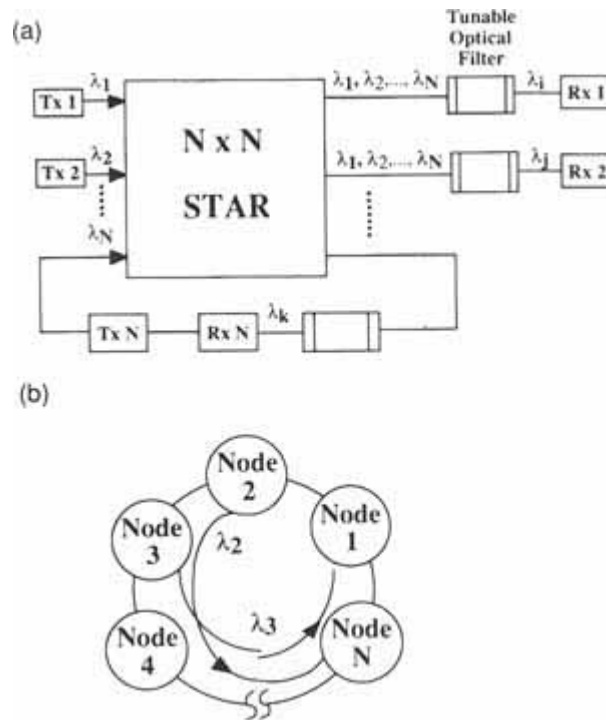 (a)
Tunable
Optical
Filter
λ1
λ1, λ2,..., λN
λi
Tx 1
Rx 1
N x N
STAR
λ2
λ1, λ2,..., λN
λj
Tx 2
Rx 2
λN
λk
Tx N
Rx N
(b)
Node
2
Node
3
Node
1
λ2
λ3
Node
4
Node
N